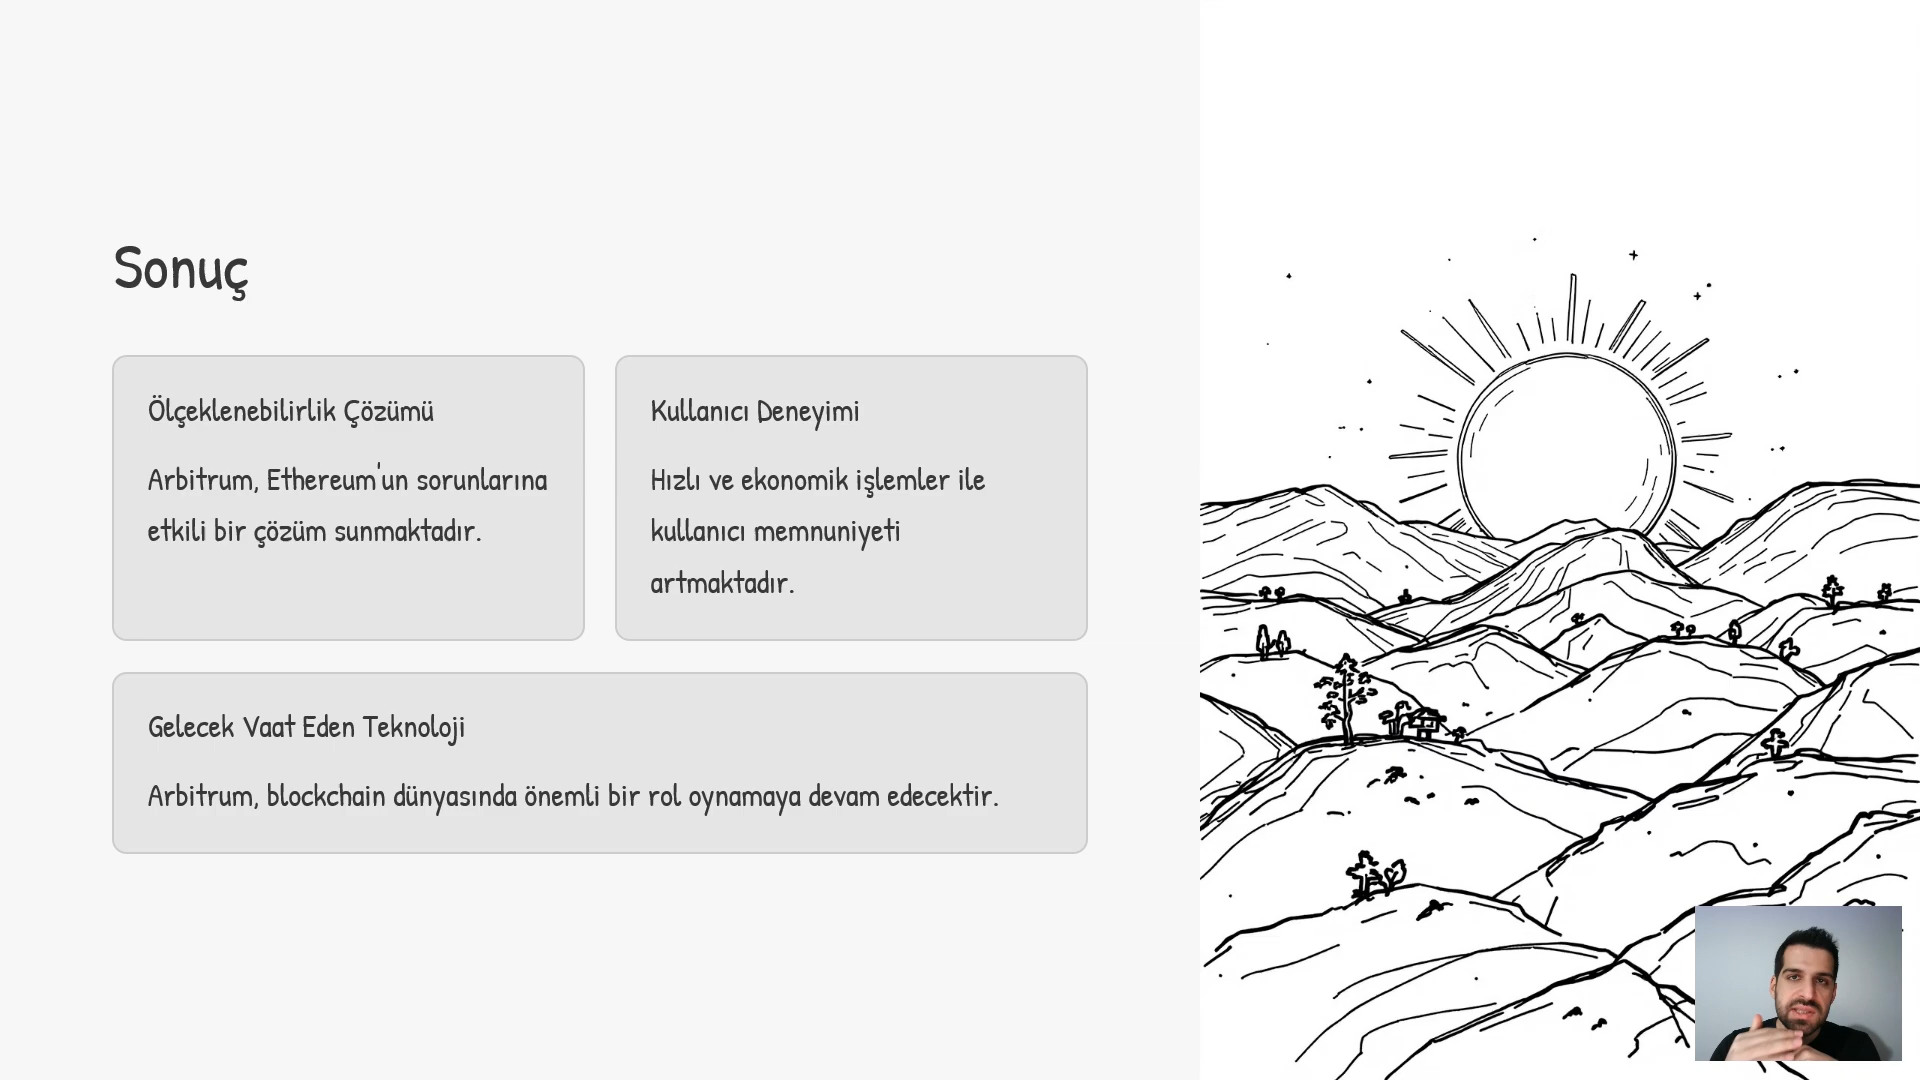 Sonuç
Ölçeklenebilirlik Çözümü
Arbitrum, Ethereum'un sorunlarına
etkili bir çözüm sunmaktadır.
Kullanıcı Deneyimi
Hızlı ve ekonomik işlemler ile
kullanıcı memnuniyeti
artmaktadır.
Gelecek Vaat Eden Teknoloji
Arbitrum, blockchain dünyasında önemli bir rol oynamaya devam edecektir.